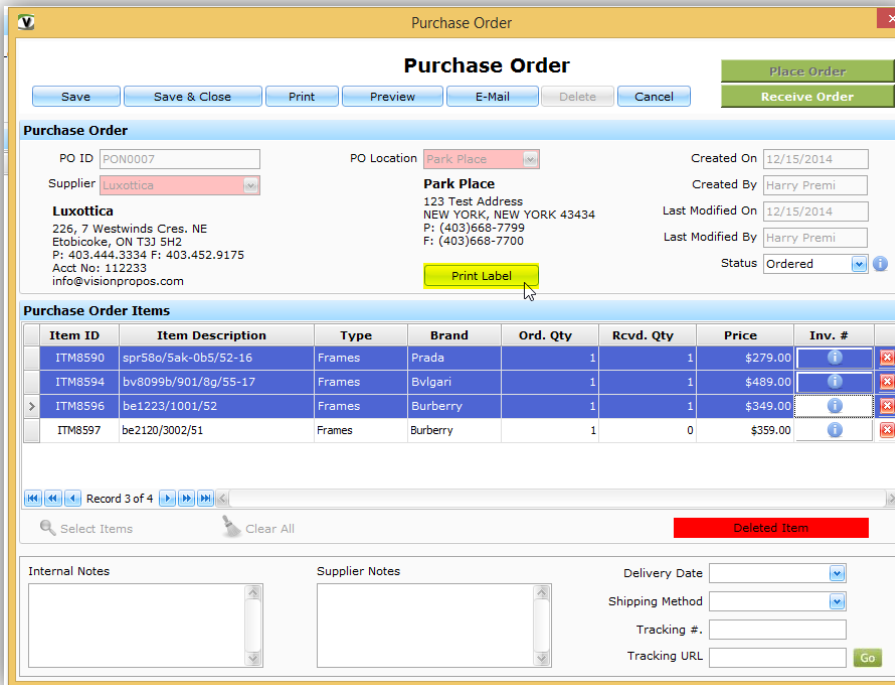 Purchase Order
Purchase Order
Place Order
Save Save & Close Print Preview E-Mail Delete Cancel Receive Order
Purchase Order
PO ID PON0007 PO Location Park Place Created On 12/15/2014
Supplier Luxottica Park Place Created By Harry Premi
Luxottica 123 Test Address Last Modified On 12/15/2014
226, 7 Westwinds Cres. NE NEW YORK, NEW YORK 43434
Etobicoke, ON T3J 5H2 P: (403)668-7799 Last Modified By Harry Premi
P: 403.444.3334 F: 403.452.9175 F: (403)668-7700
Acct No: 112233 Status Ordered
info@visionpropos.com Print Label
Purchase Order Items
Item ID Item Description Type Brand Ord. Qty Rcvd. Qty Price Inv. #
ITM8590 spr58o/5ak-0b5/52-16 Frames Prada 1 1 $279.00
ITM8594 bv8099b/901/8g/55-17 Frames Bvlgari 1 1 $489.00
ITM8596 be1223/1001/52 Frames Burberry 1 1 $349.00
ITM8597 be2120/3002/51 Frames Burberry 1 0 $359.00
Record 3 of 4
Select Items Clear All Deleted Item
Internal Notes Supplier Notes Delivery Date
Shipping Method
Tracking #.
Tracking URL Go